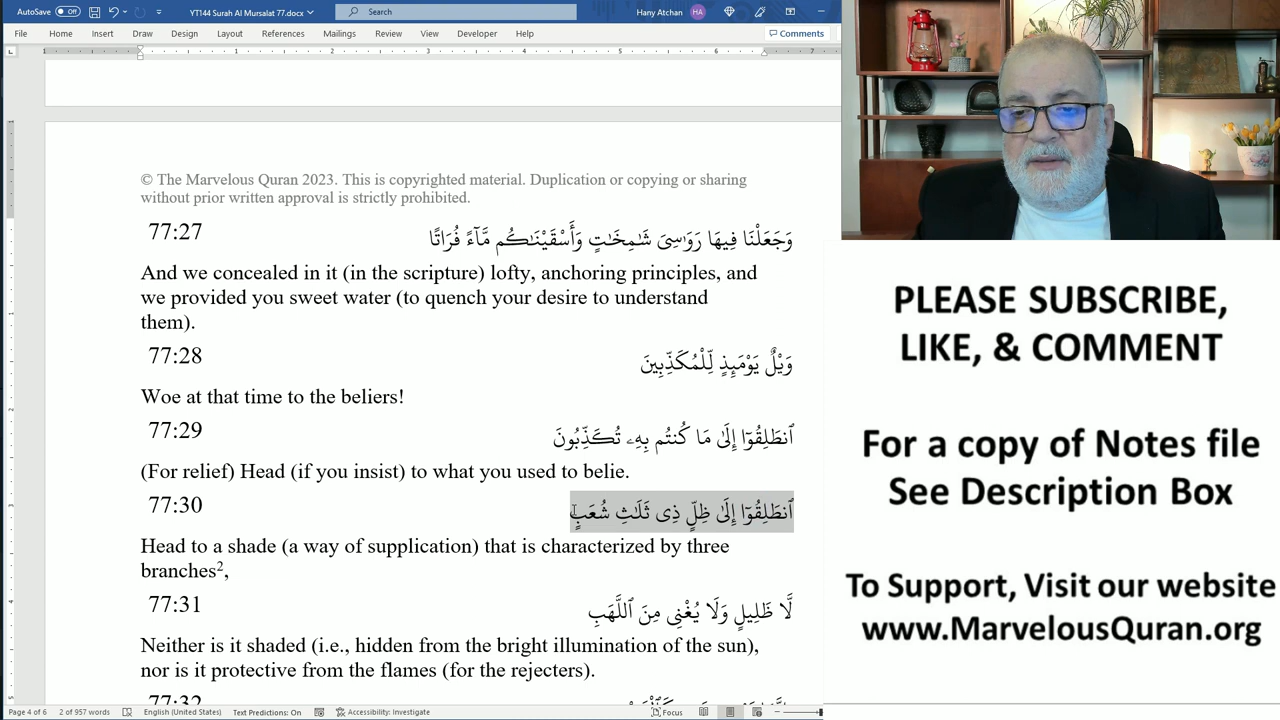 AutoSave Off YT144 Surah Al Mursalat 77.docx Search Hany Atchan HA
File Home Insert Draw Design Layout References Mailings Review View Developer Help Comments
© The Marvelous Quran 2023. This is copyrighted material. Duplication or copying or sharing
without prior written approval is strictly prohibited.
77:27 وَجَعَلْنَا فِيهَا رَوَٰسِىَ شَـٰمِخَـٰتٍ وَأَسْقَيْنَـٰكُم مَّآءً فُرَاتًا
And we concealed in it (in the scripture) lofty, anchoring principles, and
we provided you sweet water (to quench your desire to understand
them).
77:28 وَيْلٌ يَوْمَئِذٍ لِّلْمُكَذِّبِينَ
Woe at that time to the beliers!
77:29 ٱنطَلِقُوٓا إِلَىٰ مَا كُنتُم بِهِۦ تُكَذِّبُونَ
(For relief) Head (if you insist) to what you used to belie.
77:30 ٱنطَلِقُوٓا إِلَىٰ ظِلٍّ ذِى ثَلَـٰثِ شُعَبٍ
Head to a shade (a way of supplication) that is characterized by three
branches²,
77:31 لَّا ظَلِيلٍ وَلَا يُغْنِى مِنَ ٱللَّهَبِ
Neither is it shaded (i.e., hidden from the bright illumination of the sun),
nor is it protective from the flames (for the rejecters).
77:32
Page 4 of 6 2 of 957 words English (United States) Text Predictions: On Accessibility: Investigate Focus
PLEASE SUBSCRIBE,
LIKE, & COMMENT
For a copy of Notes file
See Description Box
To Support, Visit our website
www.MarvelousQuran.org